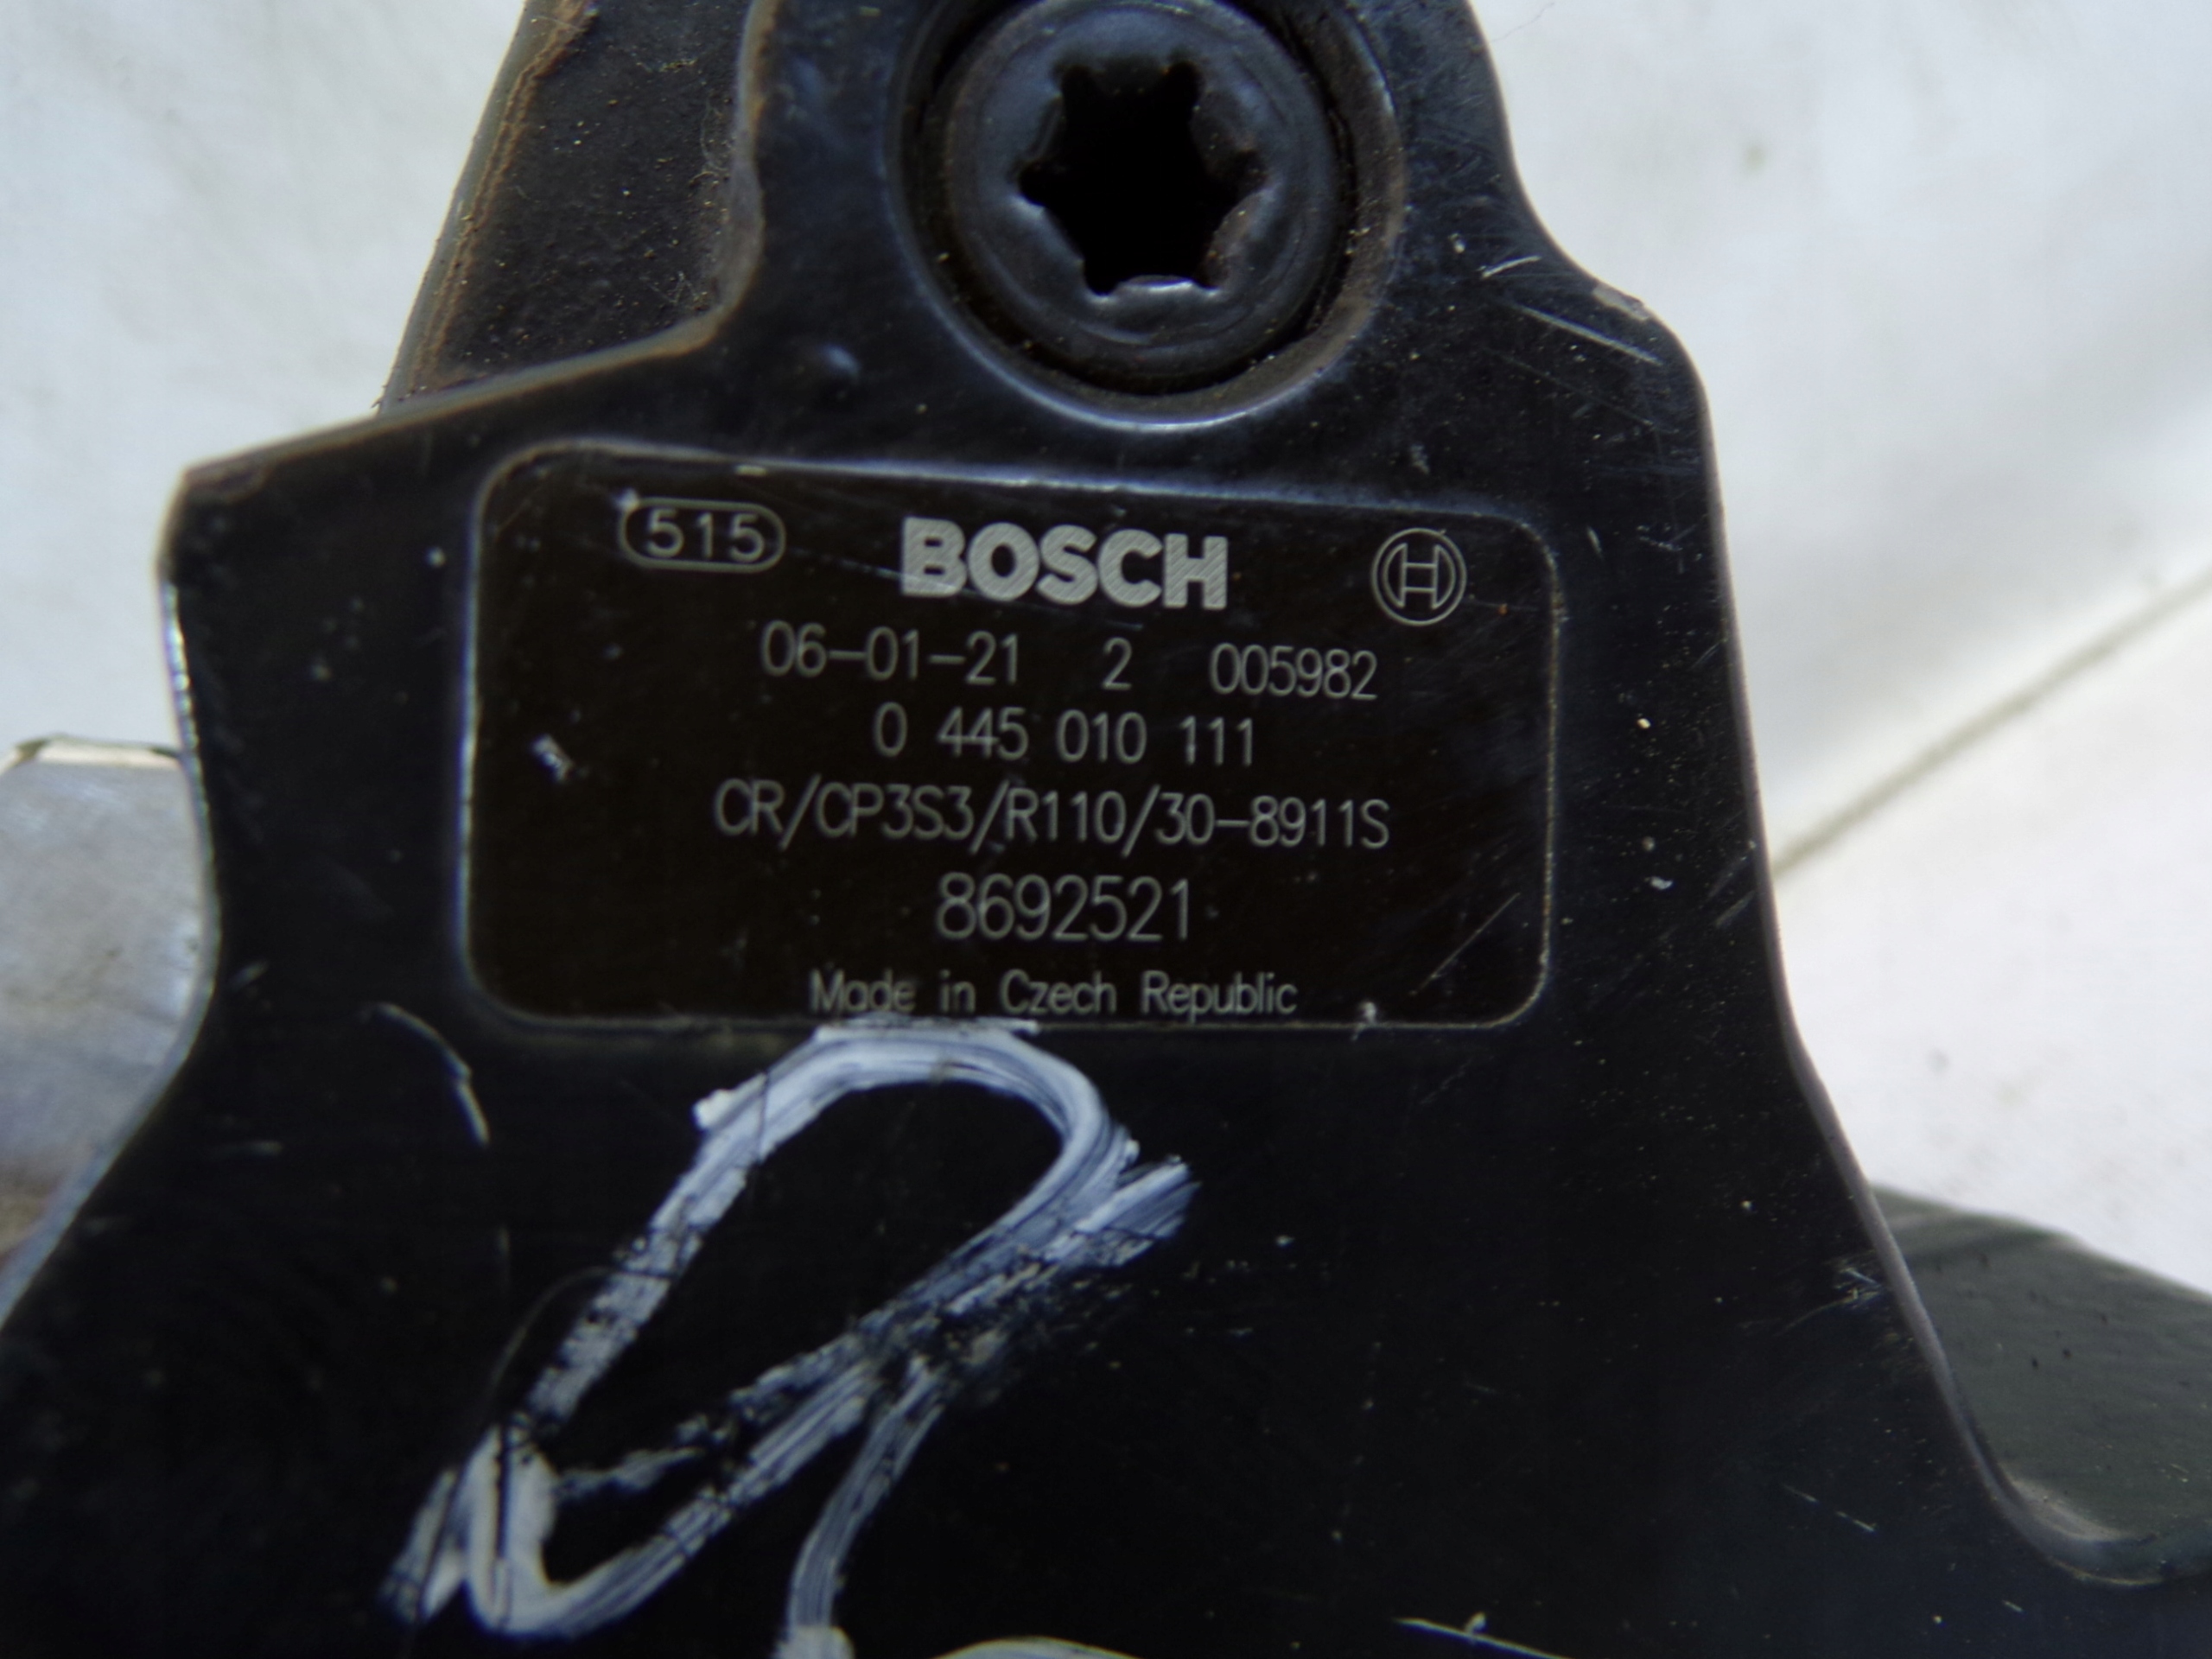 515 BOSCH
06-01-21 2 005982
0 445 010 111
CR/CP3S3/R110/30-8911S
8692521
Made in Czech Republic